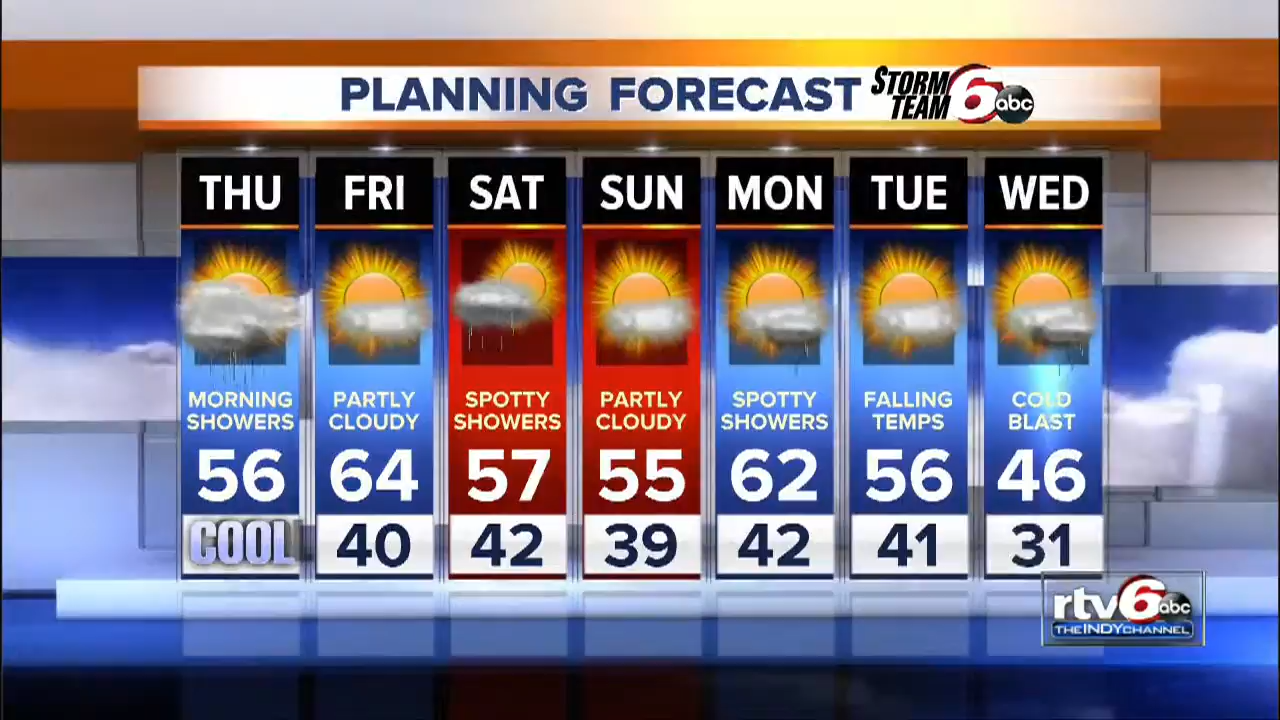 PLANNING FORECAST
STORM TEAM 6 abc
THU FRI SAT SUN MON TUE WED
MORNING SHOWERS
PARTLY CLOUDY
SPOTTY SHOWERS
PARTLY CLOUDY
SPOTTY SHOWERS
FALLING TEMPS
COLD BLAST
56 64 57 55 62 56 46
COOL 40 42 39 42 41 31
rtv6 abc
THE INDY CHANNEL